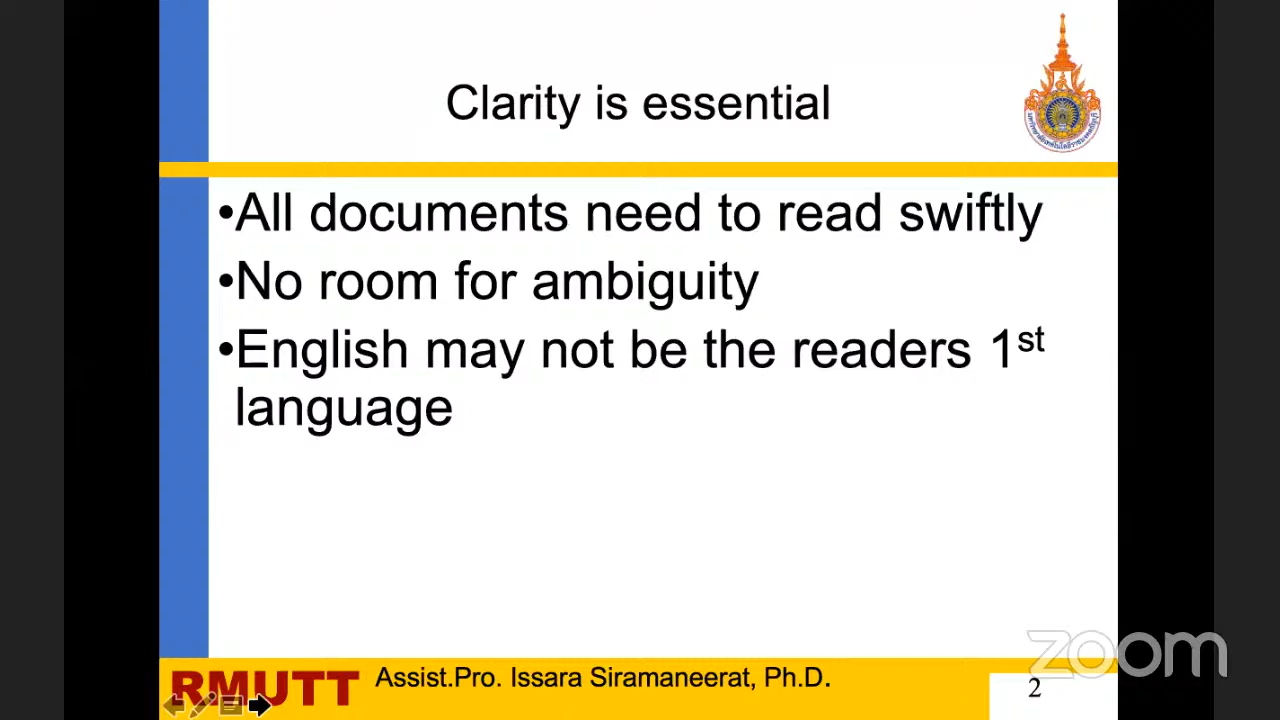 Clarity is essential
•All documents need to read swiftly
•No room for ambiguity
•English may not be the readers 1st
language
RMUTT
Assist.Pro. Issara Siramaneerat, Ph.D.
2
zoom